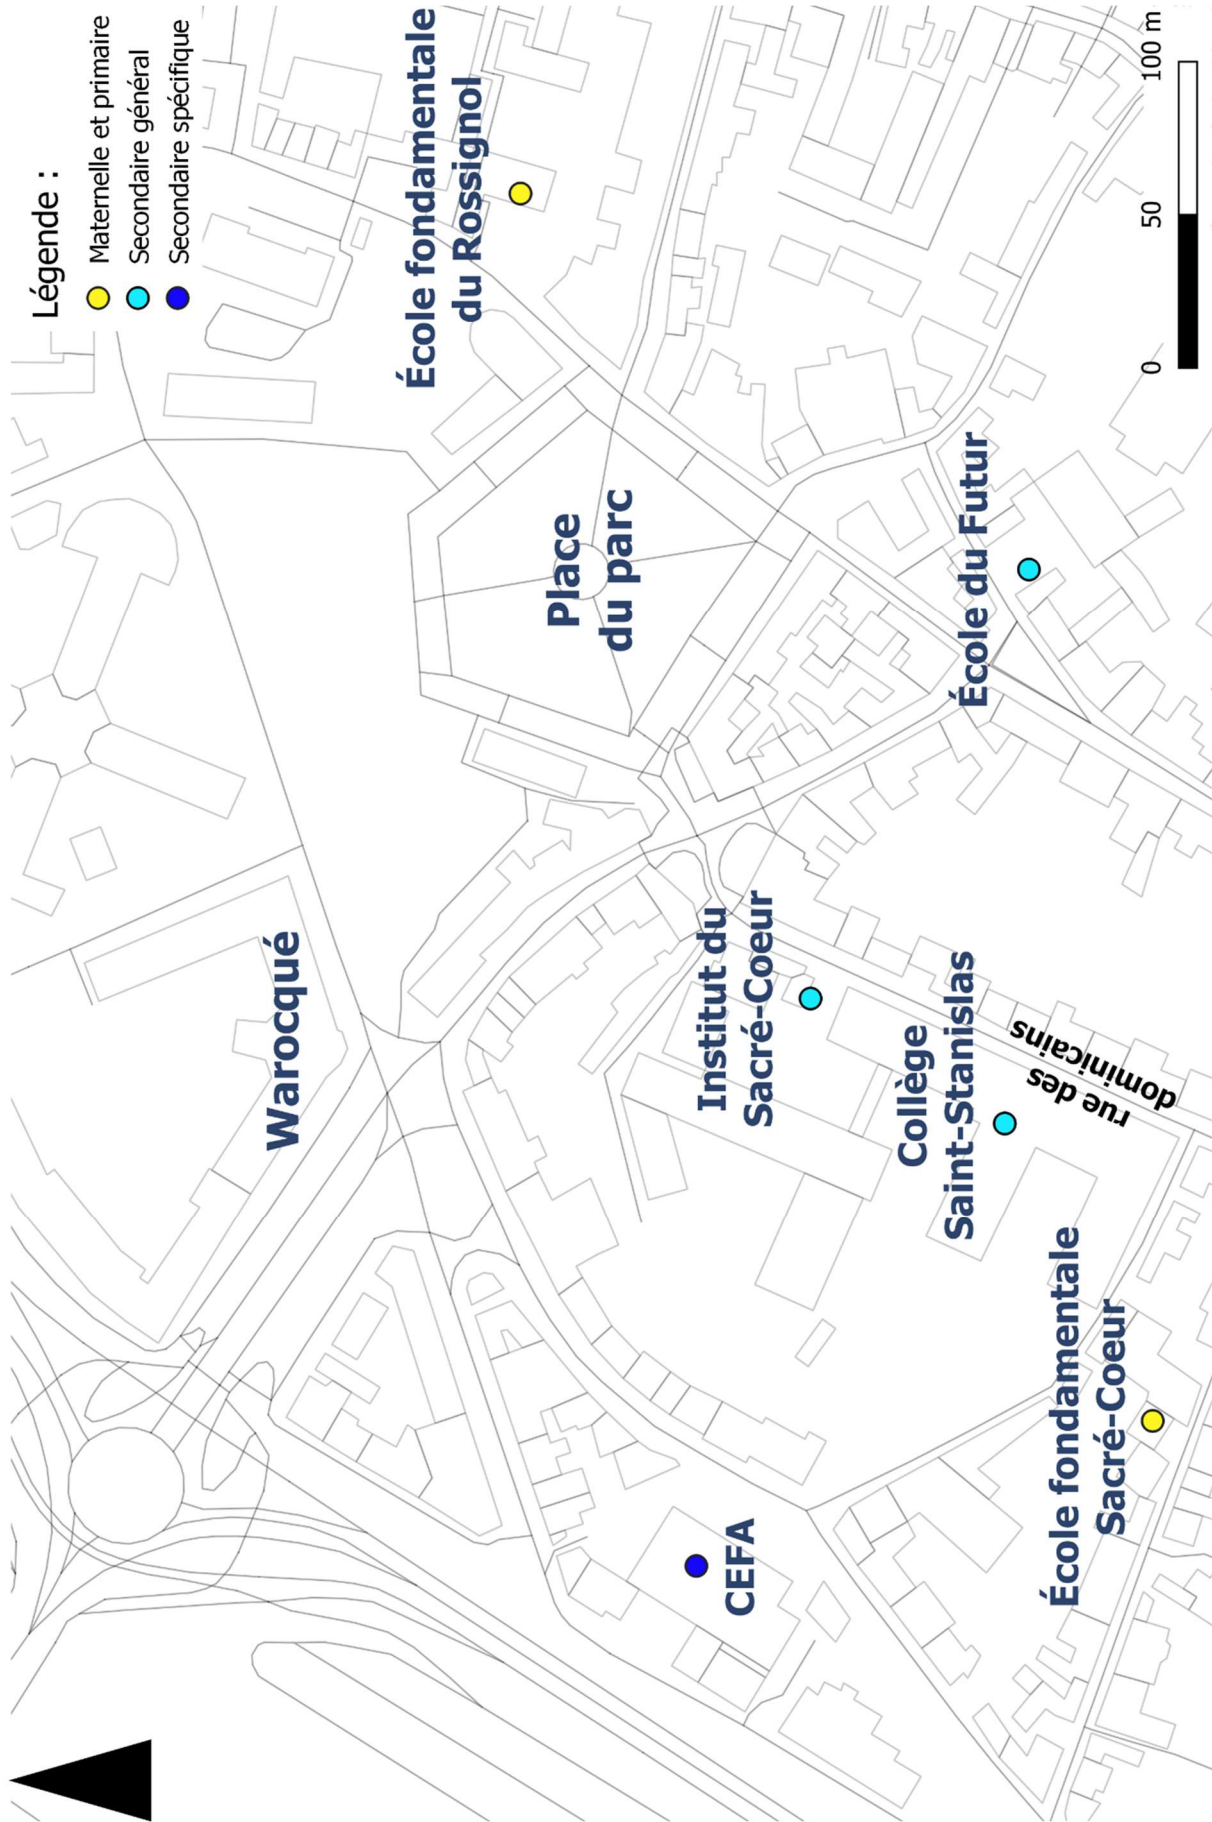 Légende :
Maternelle et primaire
Secondaire général
Secondaire spécifique
École fondamentale
du Rossignol
Warocqué
Place
du parc
Institut du
Sacré-Coeur
École du Futur
Collège
Saint-Stanislas
rue des
dominicains
CEFA
École fondamentale
Sacré-Coeur
0
50
100 m